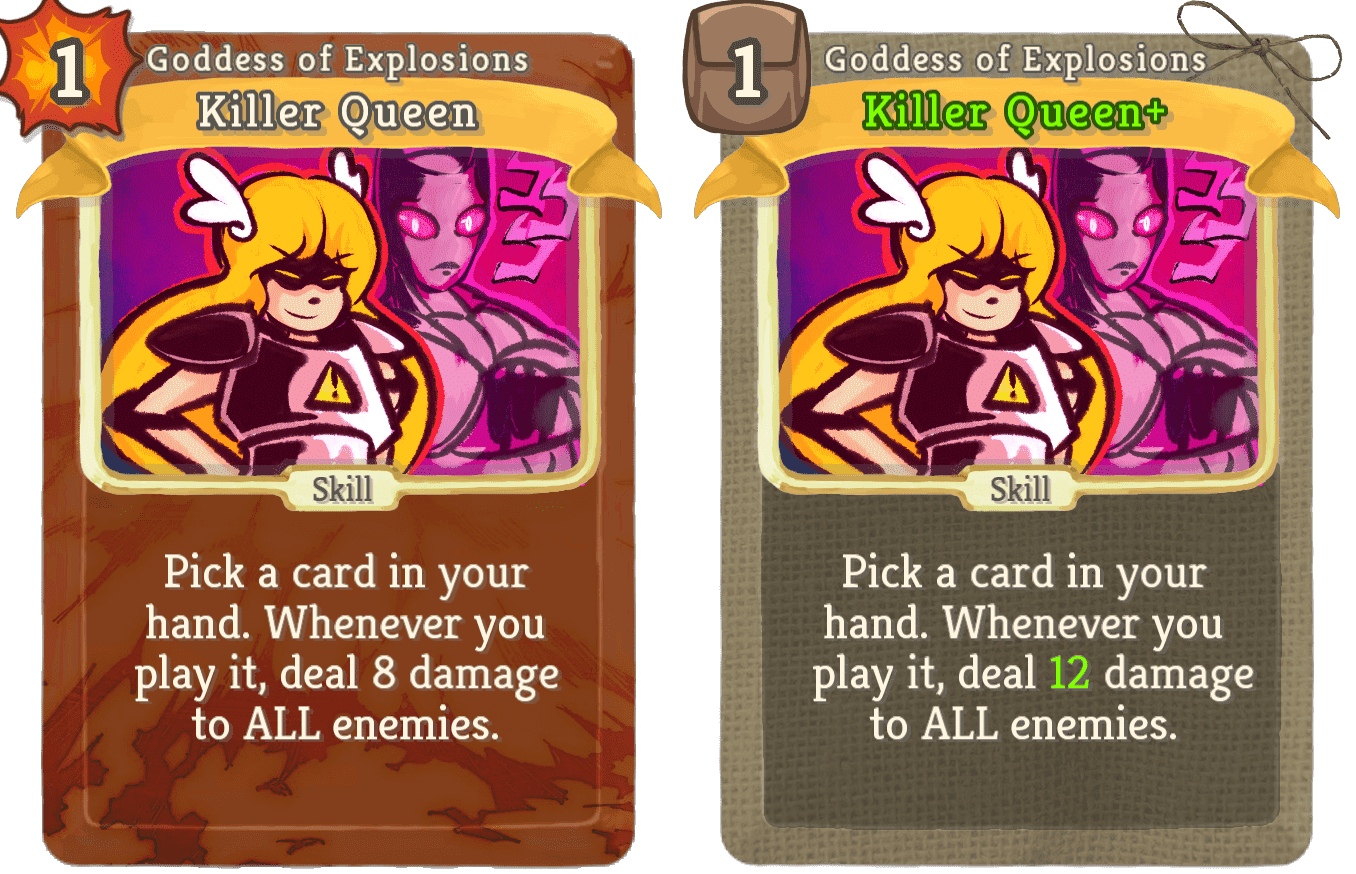 1
Goddess of Explosions
Killer Queen
Skill
Pick a card in your
hand. Whenever you
play it, deal 8 damage
to ALL enemies.
1
Goddess of Explosions
Killer Queen+
Skill
Pick a card in your
hand. Whenever you
play it, deal 12 damage
to ALL enemies.